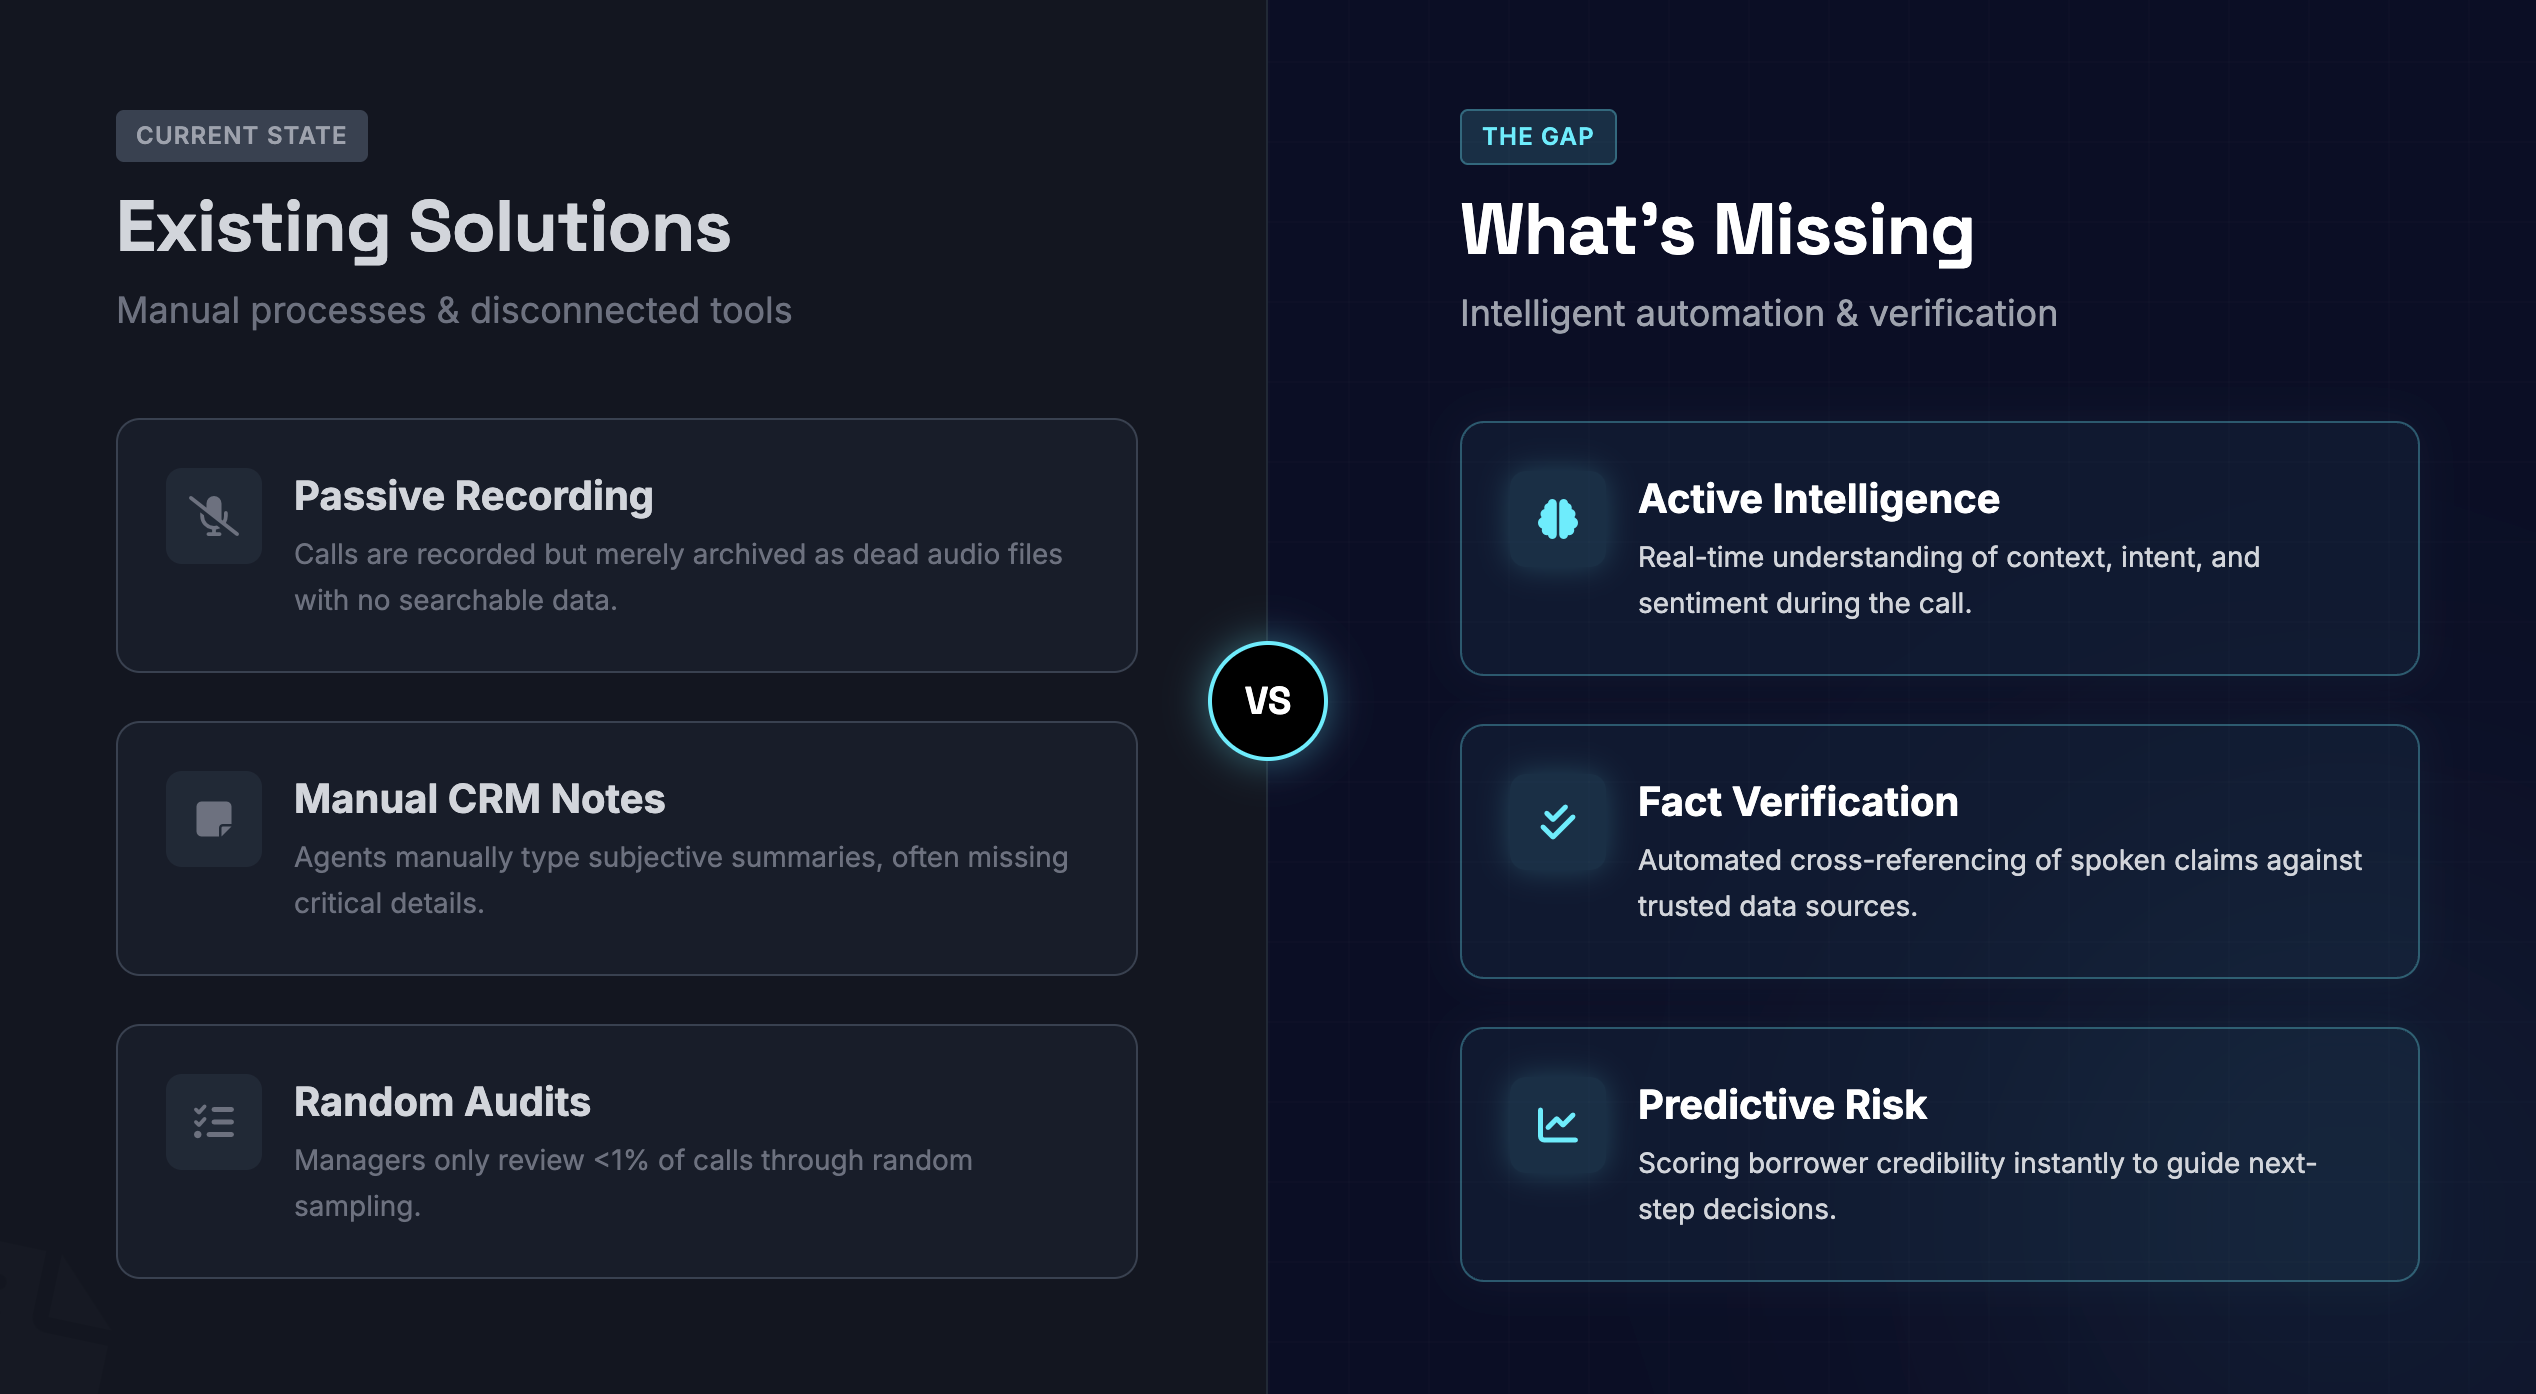 CURRENT STATE
Existing Solutions
Manual processes & disconnected tools
Passive Recording
Calls are recorded but merely archived as dead audio files
with no searchable data.
Manual CRM Notes
Agents manually type subjective summaries, often missing
critical details.
Random Audits
Managers only review <1% of calls through random
sampling.
VS
THE GAP
What’s Missing
Intelligent automation & verification
Active Intelligence
Real-time understanding of context, intent, and
sentiment during the call.
Fact Verification
Automated cross-referencing of spoken claims against
trusted data sources.
Predictive Risk
Scoring borrower credibility instantly to guide next-
step decisions.